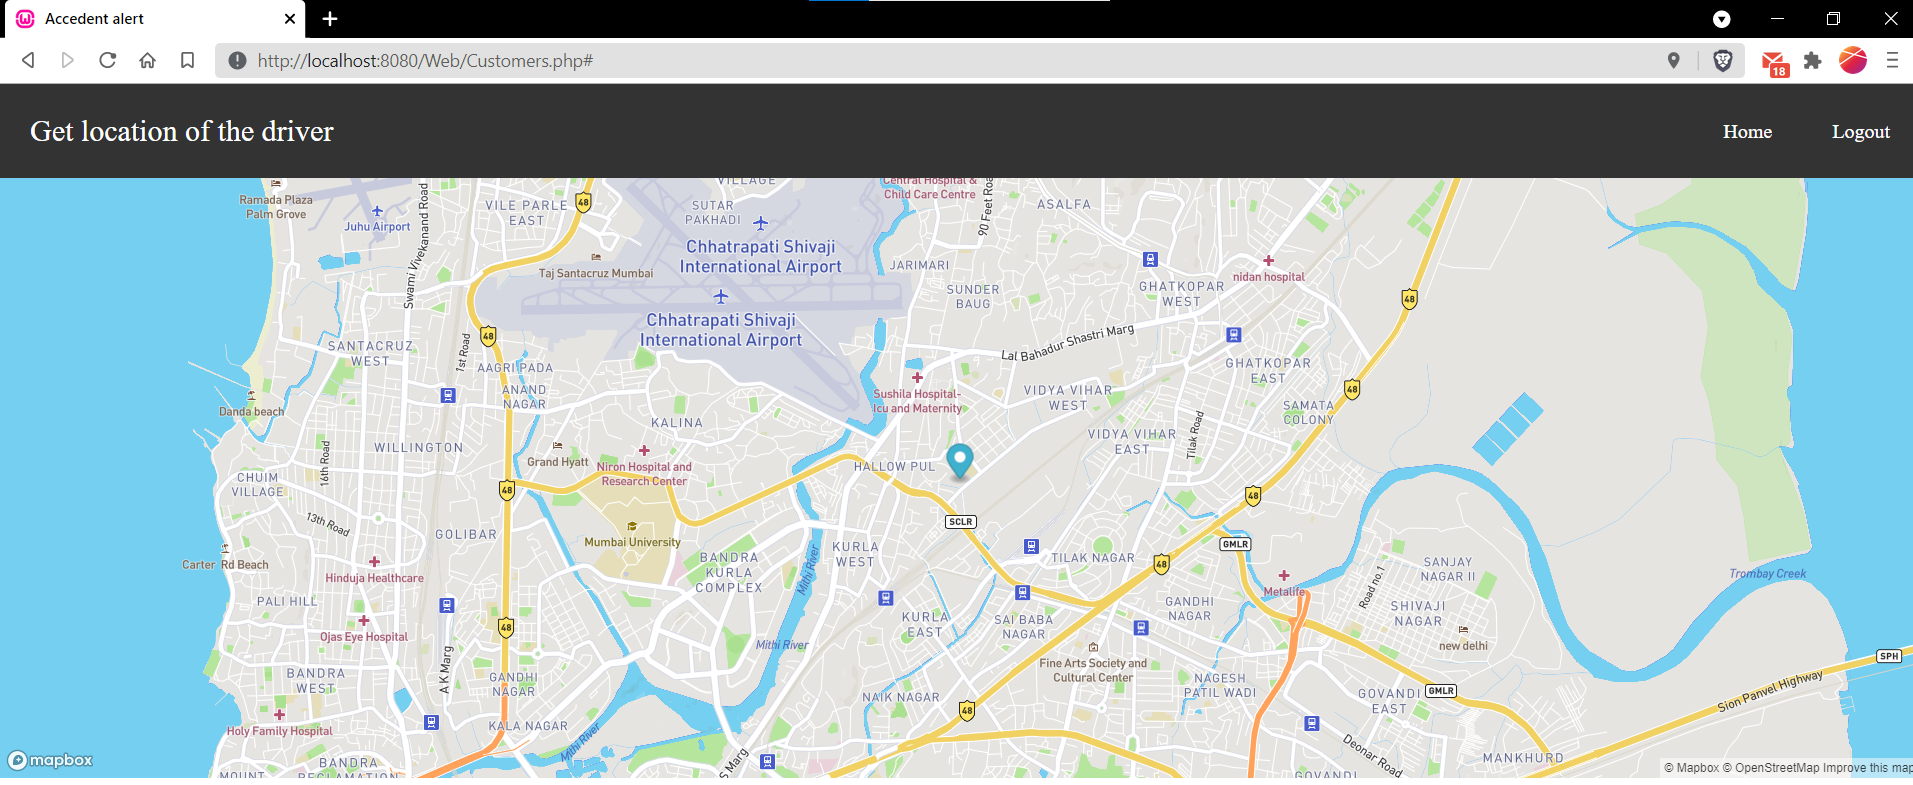 Accedent alert
http://localhost:8080/Web/Customers.php#
18
Get location of the driver
Home
Logout
Ramada Plaza
Palm Grove
Juhu Airport
Swami Vivekanand Road
VILE PARLE
EAST
48
VILLAGE
SUTAR
PAKHADI
Chhatrapati Shivaji
International Airport
Taj Santacruz Mumbai
Central Hospital &
Child Care Centre
90 Feet Roa
ASALFA
JARIMARI
SUNDER
BAUG
GHATKOPAR
WEST
nidan hospital
48
Chhatrapati Shivaji
International Airport
48
SANTACRUZ
WEST
1st Road
AAGRI PADA
ANAND
NAGAR
Lal Bahadur Shastri Marg
GHATKOPAR
EAST
Sushila Hospital-
Icu and Maternity
VIDYA VIHAR
WEST
48
SAMATA
COLONY
Danda beach
KALINA
WILLINGTON
16th Road
Grand Hyatt
Niron Hospital and
Research Center
HALLOW PUL
VIDYA VIHAR
EAST
Tilak Road
CHUIM
VILLAGE
48
48
13th Road
GOLIBAR
Mumbai University
SCLR
GMLR
Carter Rd Beach
Hinduja Healthcare
BANDRA
KURLA
COMPLEX
Mithi River
KURLA
WEST
TILAK NAGAR
48
Metalife
Road no.1
SANJAY
NAGAR II
Trombay Creek
PALI HILL
Ojas Eye Hospital
48
KURLA
EAST
SAI BABA
NAGAR
GANDHI
NAGAR
SHIVAJI
NAGAR
Mithi River
new delhi
SPH
A K Marg
BANDRA
WEST
GANDHI
NAGAR
Fine Arts Society and
Cultural Center
NAGESH
PATIL WADI
GOVANDI
EAST
GMLR
Sion Panvel Highway
NAIK NAGAR
48
Holy Family Hospital
KALA NAGAR
Mithi River
S Marg
Deonar Road
MANKHURD
mapbox
MOUNT
BANDRA
RECLAMATION
GOVANDI
© Mapbox © OpenStreetMap Improve this map